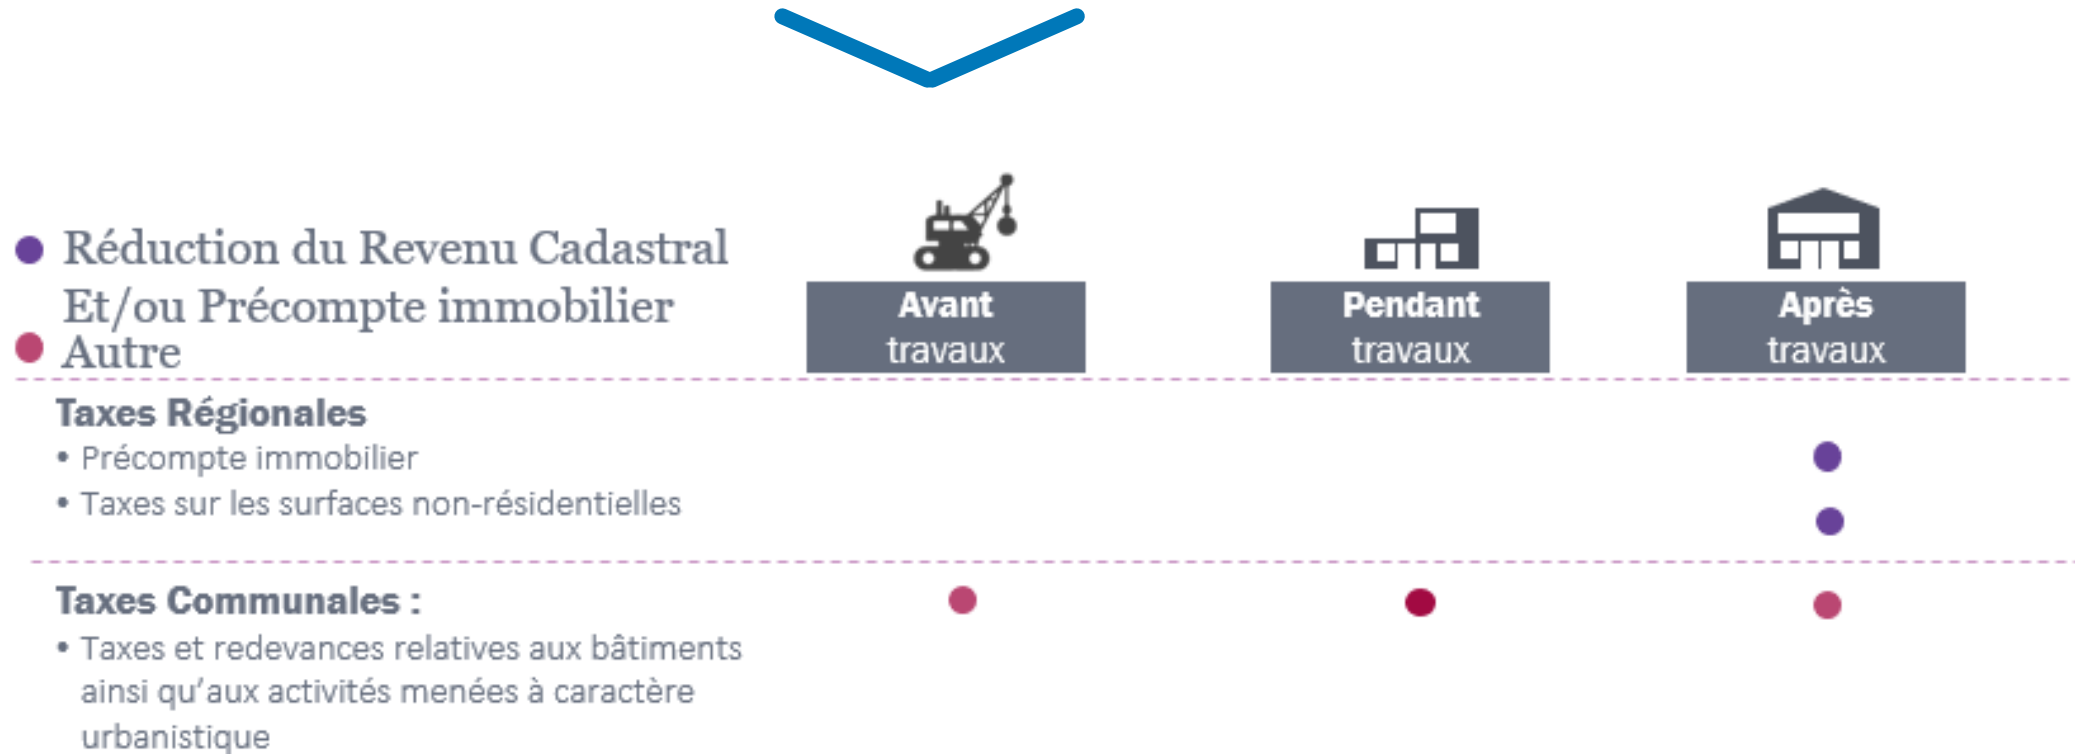 Réduction du Revenu Cadastral
Et/ou Précompte immobilier
Autre
Avant
travaux
Pendant
travaux
Après
travaux
Taxes Régionales
• Précompte immobilier
• Taxes sur les surfaces non-résidentielles
Taxes Communales :
• Taxes et redevances relatives aux bâtiments
ainsi qu’aux activités menées à caractère
urbanistique